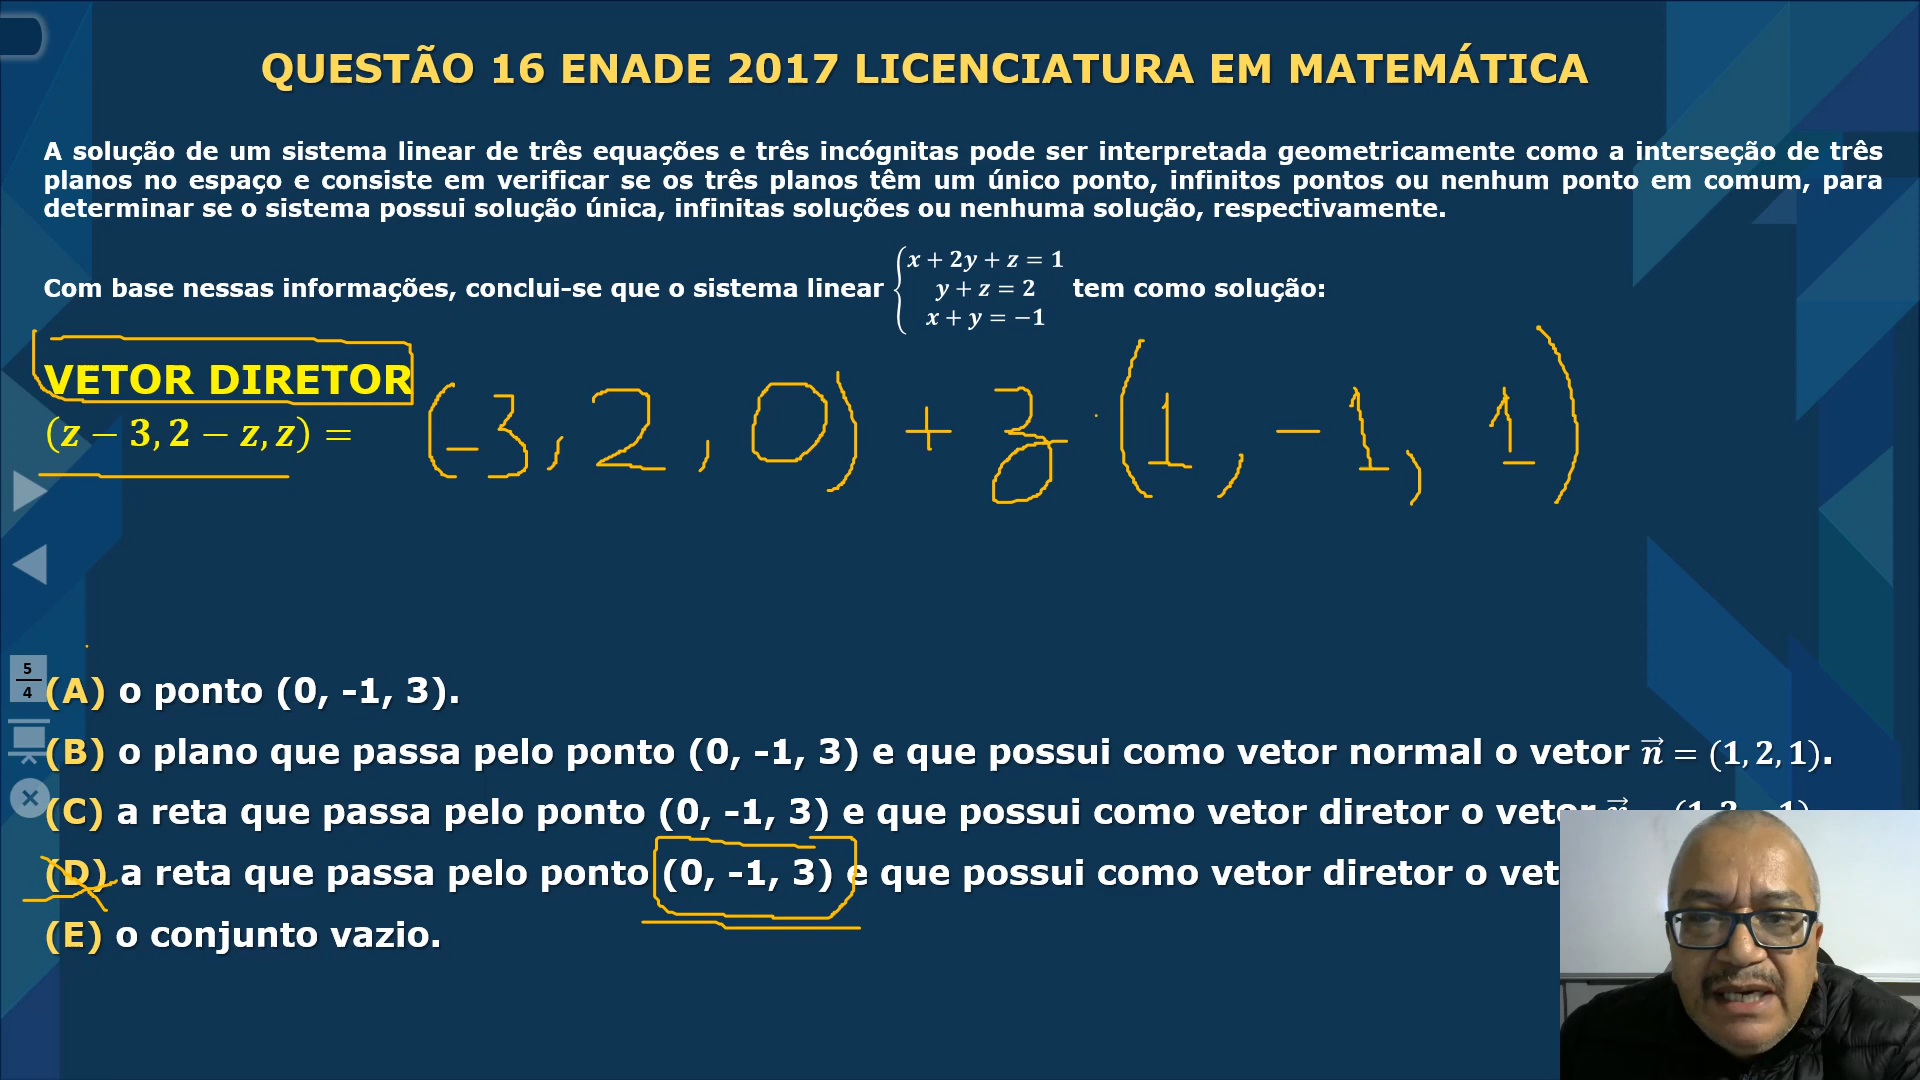 QUESTÃO 16 ENADE 2017 LICENCIATURA EM MATEMÁTICA
A solução de um sistema linear de três equações e três incógnitas pode ser interpretada geometricamente como a interseção de três
planos no espaço e consiste em verificar se os três planos têm um único ponto, infinitos pontos ou nenhum ponto em comum, para
determinar se o sistema possui solução única, infinitas soluções ou nenhuma solução, respectivamente.
x + 2y + z = 1
Com base nessas informações, conclui-se que o sistema linear { y + z = 2 tem como solução:
x + y = −1
VETOR DIRETOR
(z − 3, 2 − z, z) = (-3, 2, 0) + z · (1, -1, 1)
5
4
(A) o ponto (0, -1, 3).
(B) o plano que passa pelo ponto (0, -1, 3) e que possui como vetor normal o vetor n⃗ = (1, 2, 1).
(C) a reta que passa pelo ponto (0, -1, 3) e que possui como vetor diretor o vetor
(D) a reta que passa pelo ponto (0, -1, 3) e que possui como vetor diretor o
(E) o conjunto vazio.